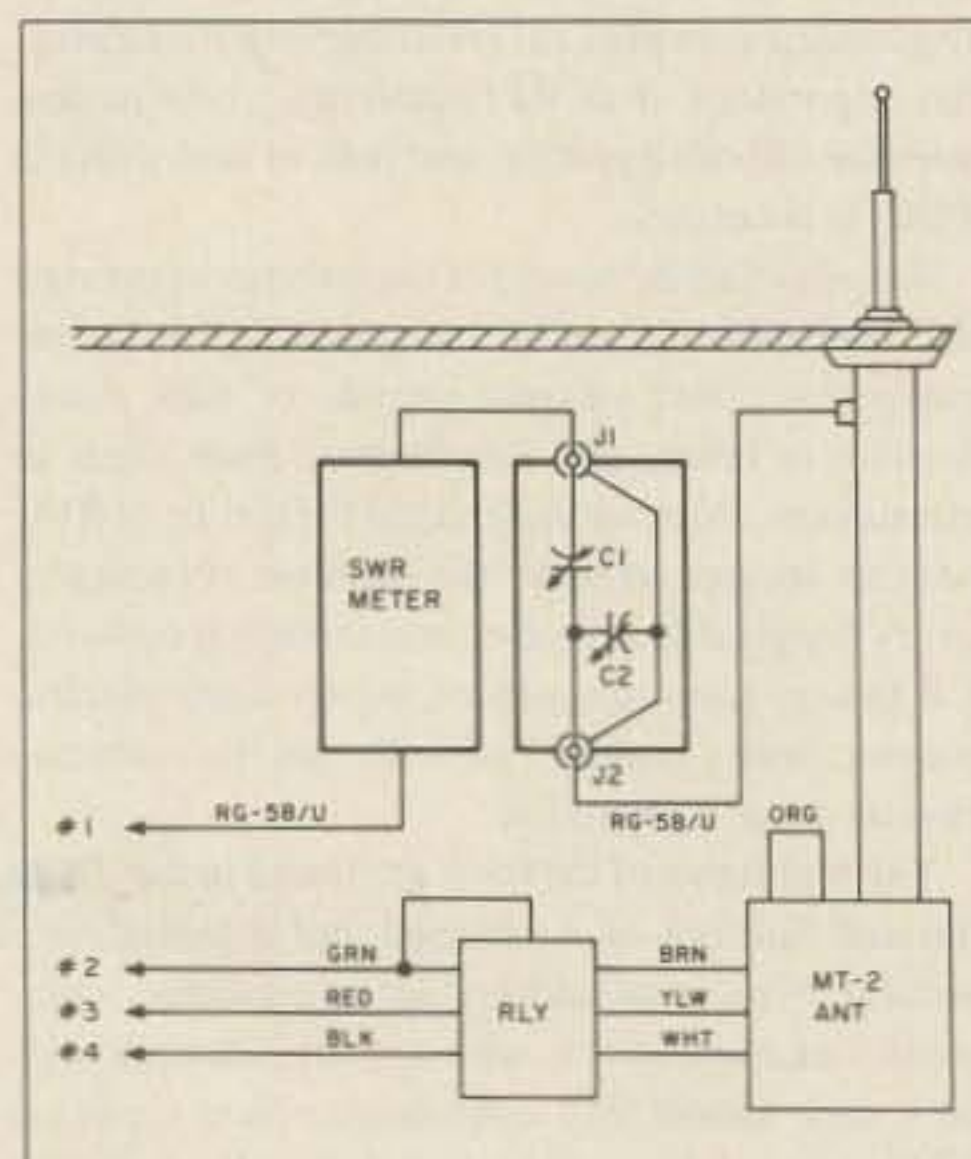 J1
C1
SWR
METER
C2
J2
#1
RG-58/U
RG-58/U
ORG
#2
GRN
BRN
MT-2
ANT
#3
RED
RLY
YLW
#4
BLK
WHT